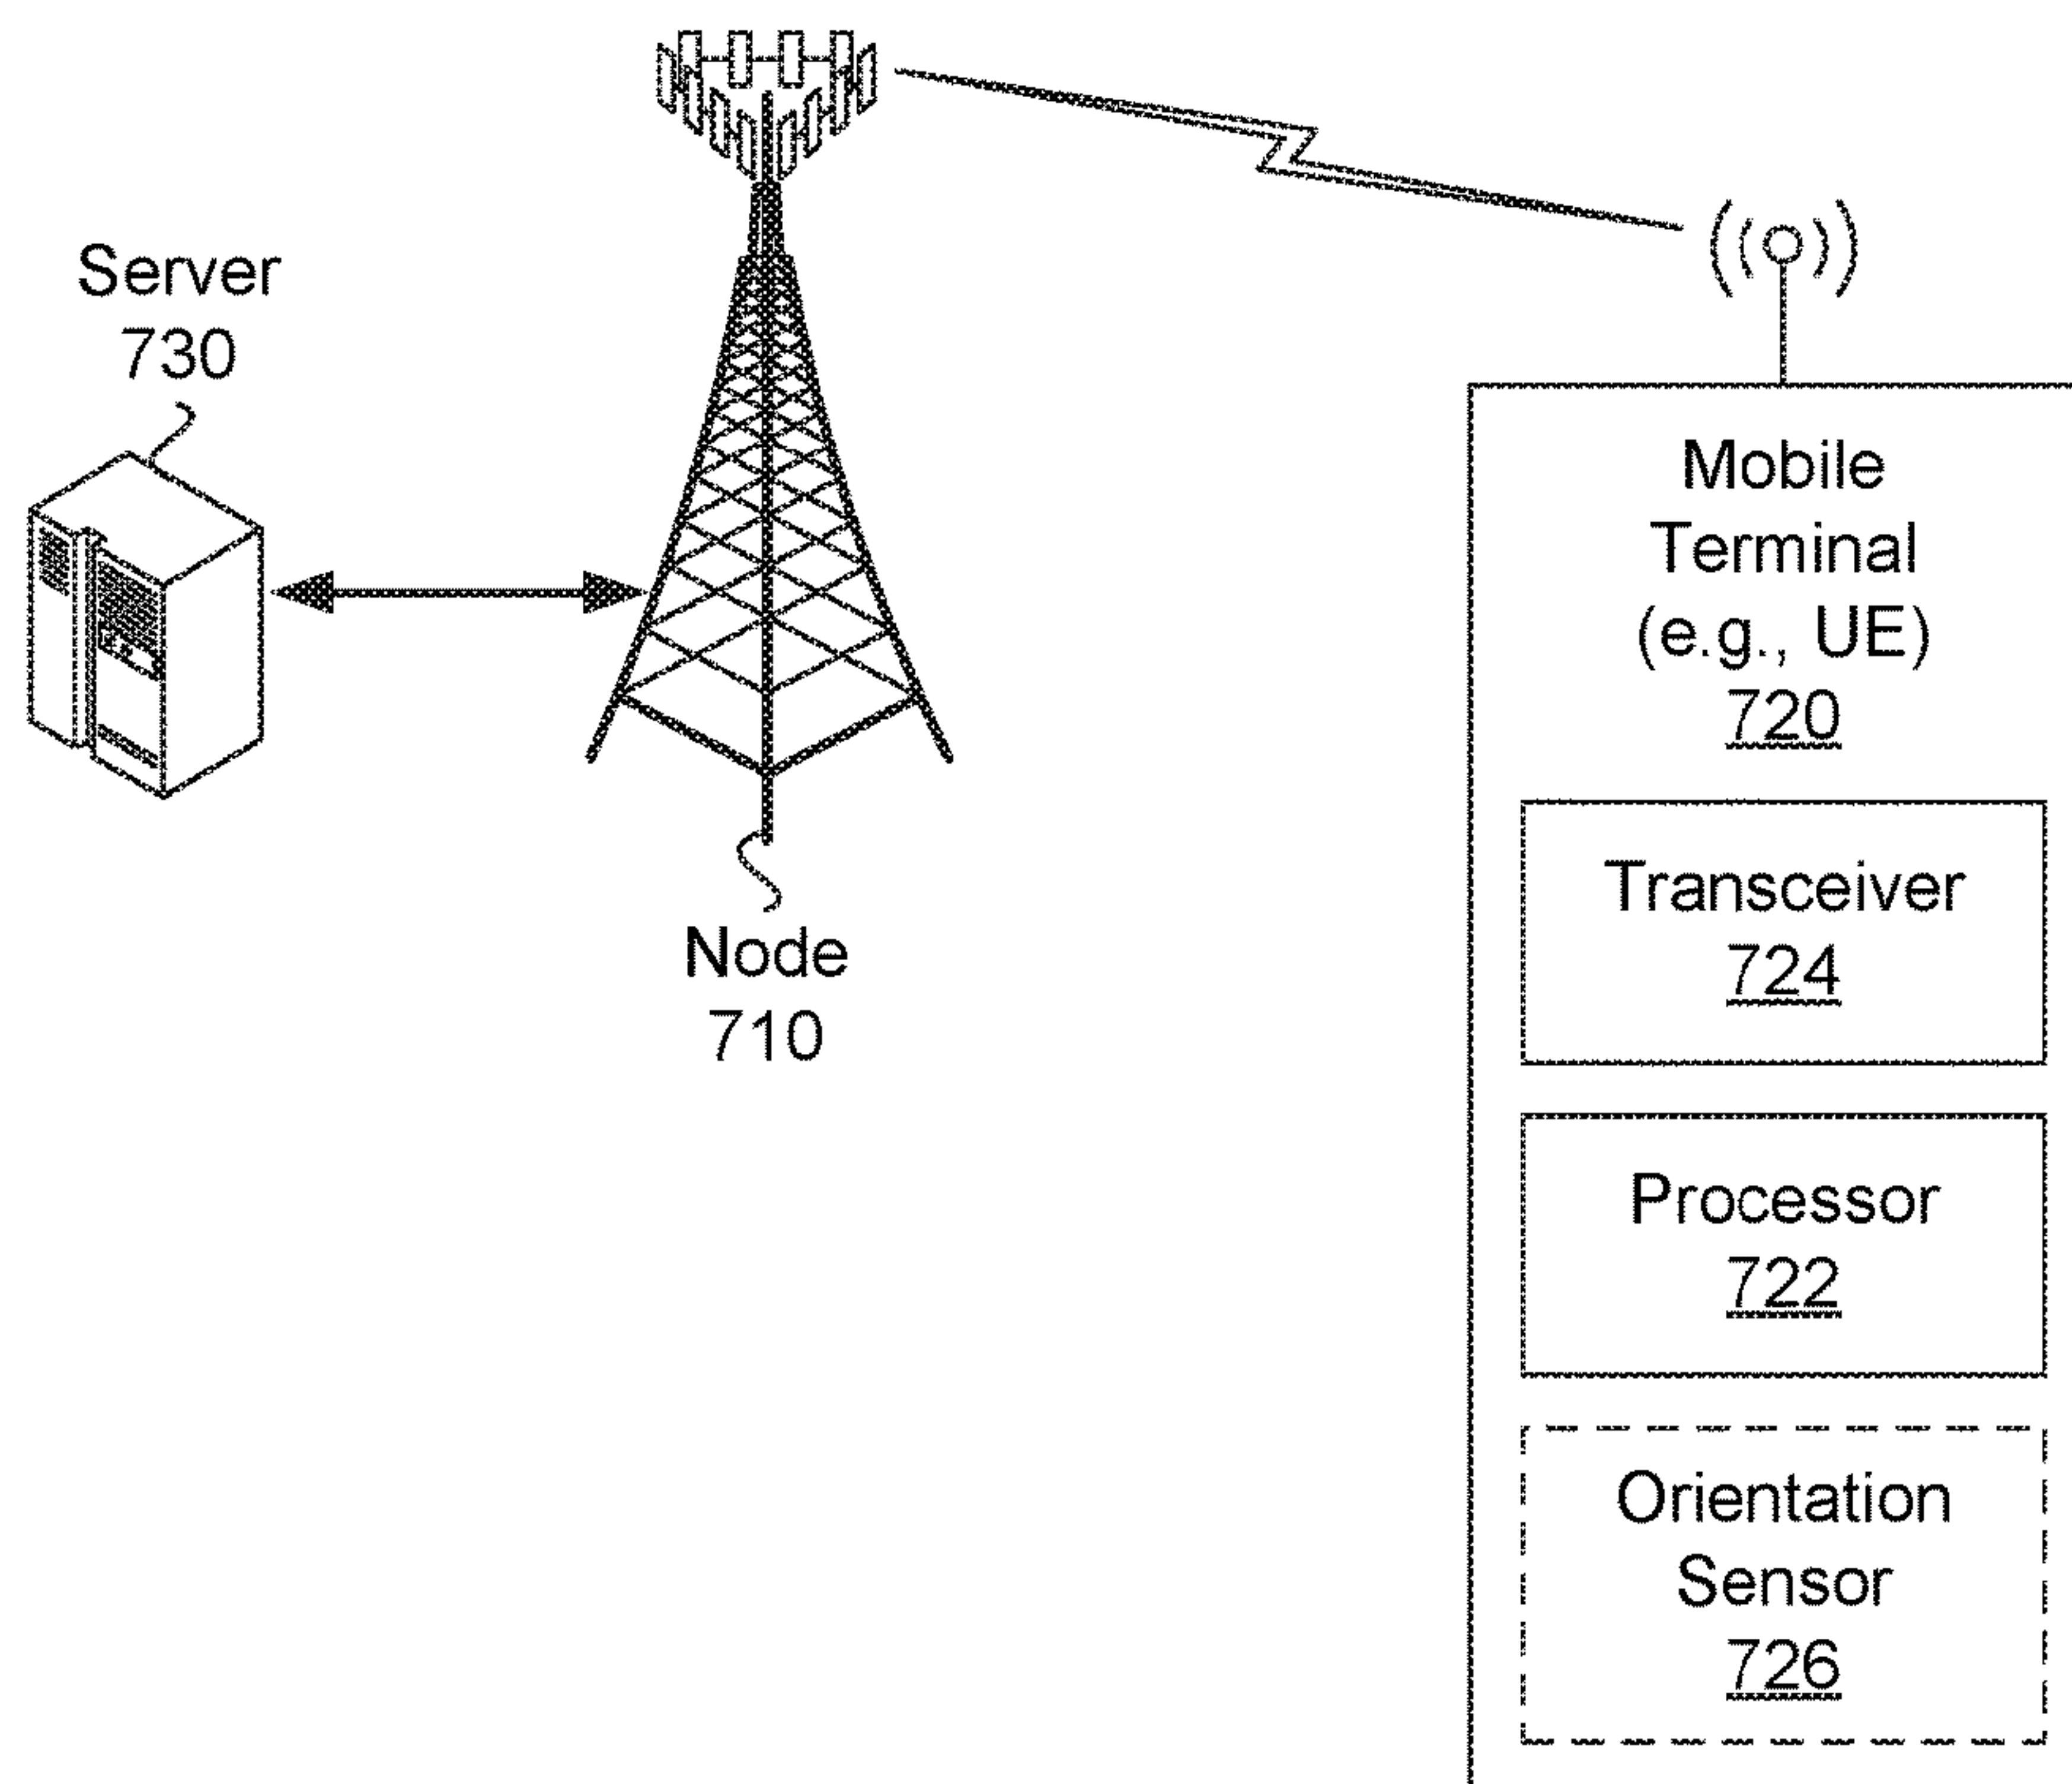 Server
730
Node
710
Mobile
Terminal
(e.g., UE)
720
Transceiver
724
Processor
722
Orientation
Sensor
726